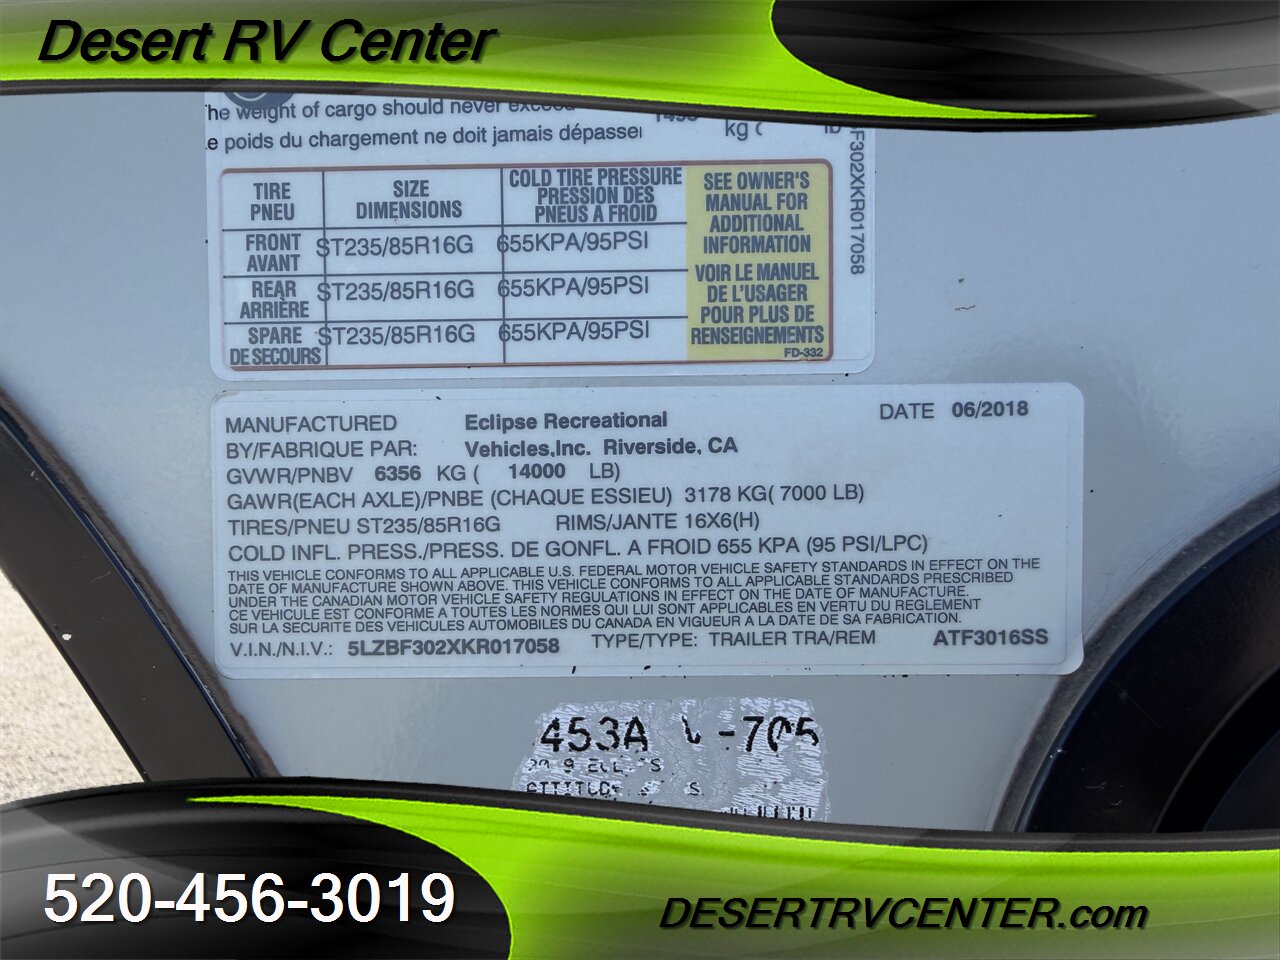 Desert RV Center
The weight of cargo should never exceed
Le poids du chargement ne doit jamais dépasser kg ( lb
TIRE
PNEU
SIZE
DIMENSIONS
COLD TIRE PRESSURE
PRESSION DES
PNEUS A FROID
FRONT
AVANT
ST235/85R16G
655KPA/95PSI
REAR
ARRIÈRE
ST235/85R16G
655KPA/95PSI
SPARE
DE SECOURS
ST235/85R16G
655KPA/95PSI
SEE OWNER'S
MANUAL FOR
ADDITIONAL
INFORMATION
VOIR LE MANUEL
DE L'USAGER
POUR PLUS DE
RENSEIGNEMENTS
FD-332
F302XKR017058
MANUFACTURED Eclipse Recreational DATE 06/2018
BY/FABRIQUE PAR: Vehicles,Inc. Riverside, CA
GVWR/PNBV 6356 KG ( 14000 LB)
GAWR(EACH AXLE)/PNBE (CHAQUE ESSIEU) 3178 KG( 7000 LB)
TIRES/PNEU ST235/85R16G RIMS/JANTE 16X6(H)
COLD INFL. PRESS./PRESS. DE GONFL. A FROID 655 KPA (95 PSI/LPC)
THIS VEHICLE CONFORMS TO ALL APPLICABLE U.S. FEDERAL MOTOR VEHICLE SAFETY STANDARDS IN EFFECT ON THE
DATE OF MANUFACTURE SHOWN ABOVE. THIS VEHICLE CONFORMS TO ALL APPLICABLE STANDARDS PRESCRIBED
UNDER THE CANADIAN MOTOR VEHICLE SAFETY REGULATIONS IN EFFECT ON THE DATE OF MANUFACTURE.
CE VEHICULE EST CONFORME A TOUTES LES NORMES QUI LUI SONT APPLICABLES EN VERTU DU REGLEMENT
SUR LA SECURITE DES VEHICULES AUTOMOBILES DU CANADA EN VIGUEUR A LA DATE DE SA FABRICATION.
V.I.N./N.I.V.: 5LZBF302XKR017058 TYPE/TYPE: TRAILER TRA/REM ATF3016SS
453A
520-456-3019
DESERTRVCENTER.com